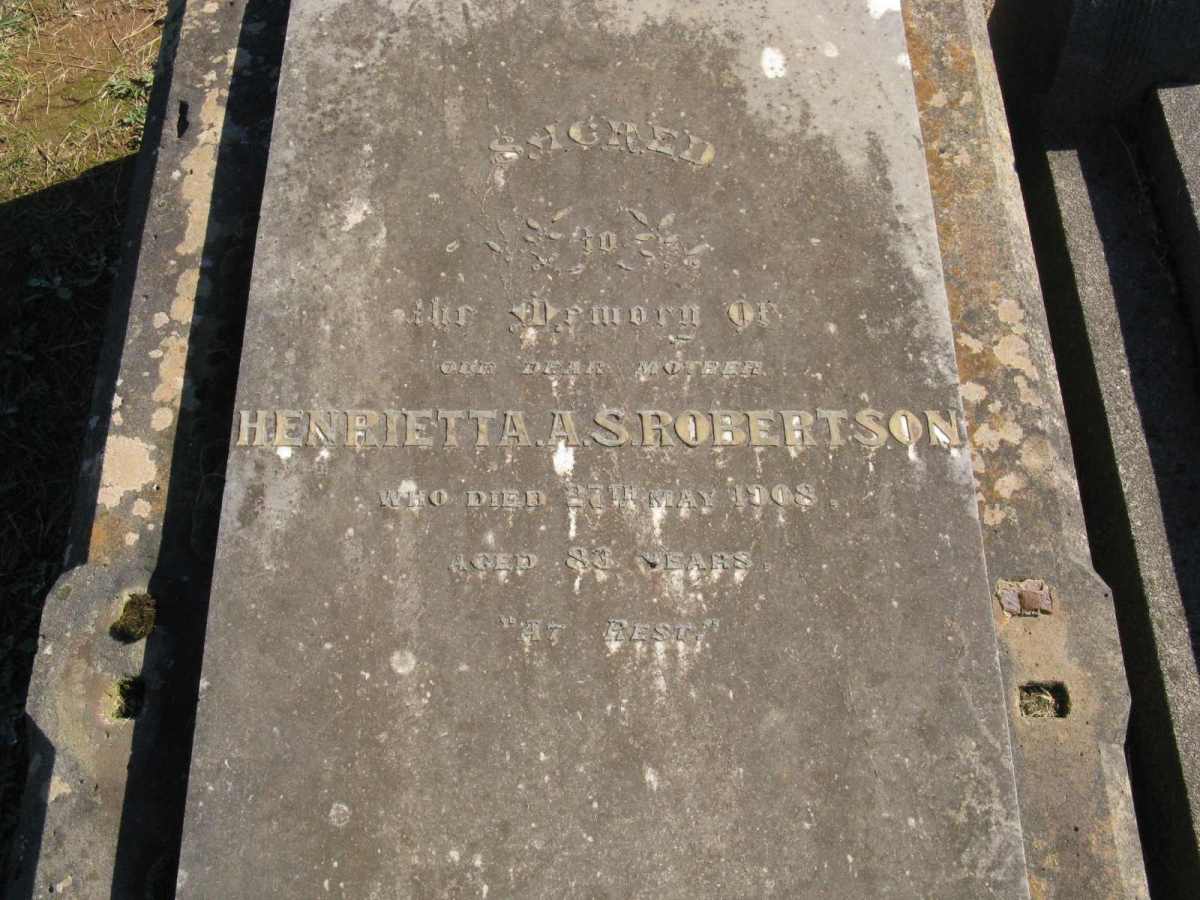 SACRED
to
the Memory Of
OUR DEAR MOTHER
HENRIETTA.A.S.ROBERTSON
WHO DIED 27TH MAY 1908.
AGED 83 YEARS.
"AT REST."